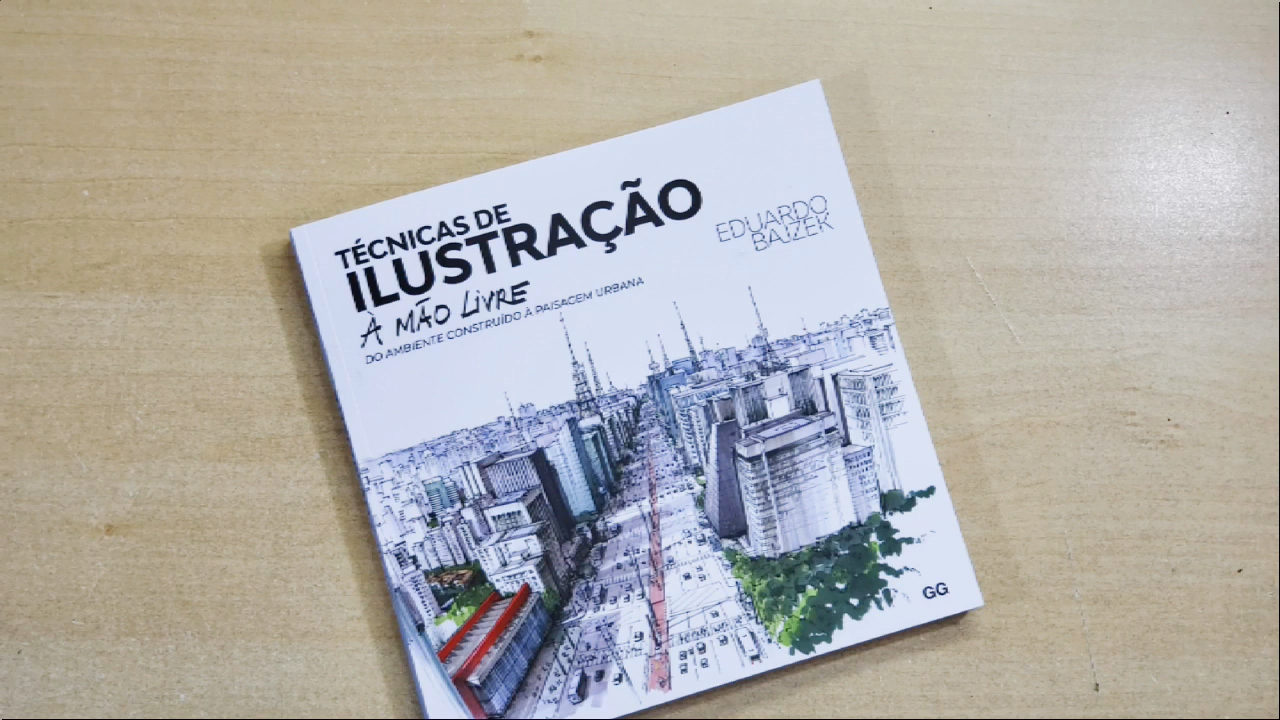 TÉCNICAS DE
ILUSTRAÇÃO
À MÃO LIVRE
DO AMBIENTE CONSTRUÍDO À PAISAGEM URBANA
EDUARDO
BAJZEK
GG